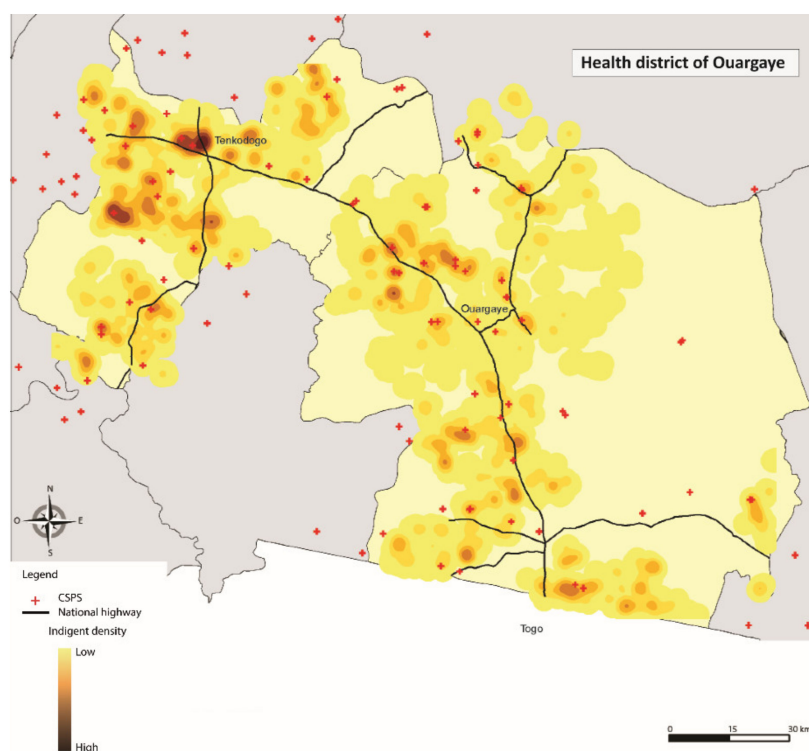 Health district of Ouargaye
Tenkodogo
Ouargaye
N
O E
S
Legend
CSPS
National highway
Indigent density
Low
High
Togo
0 15 30 km